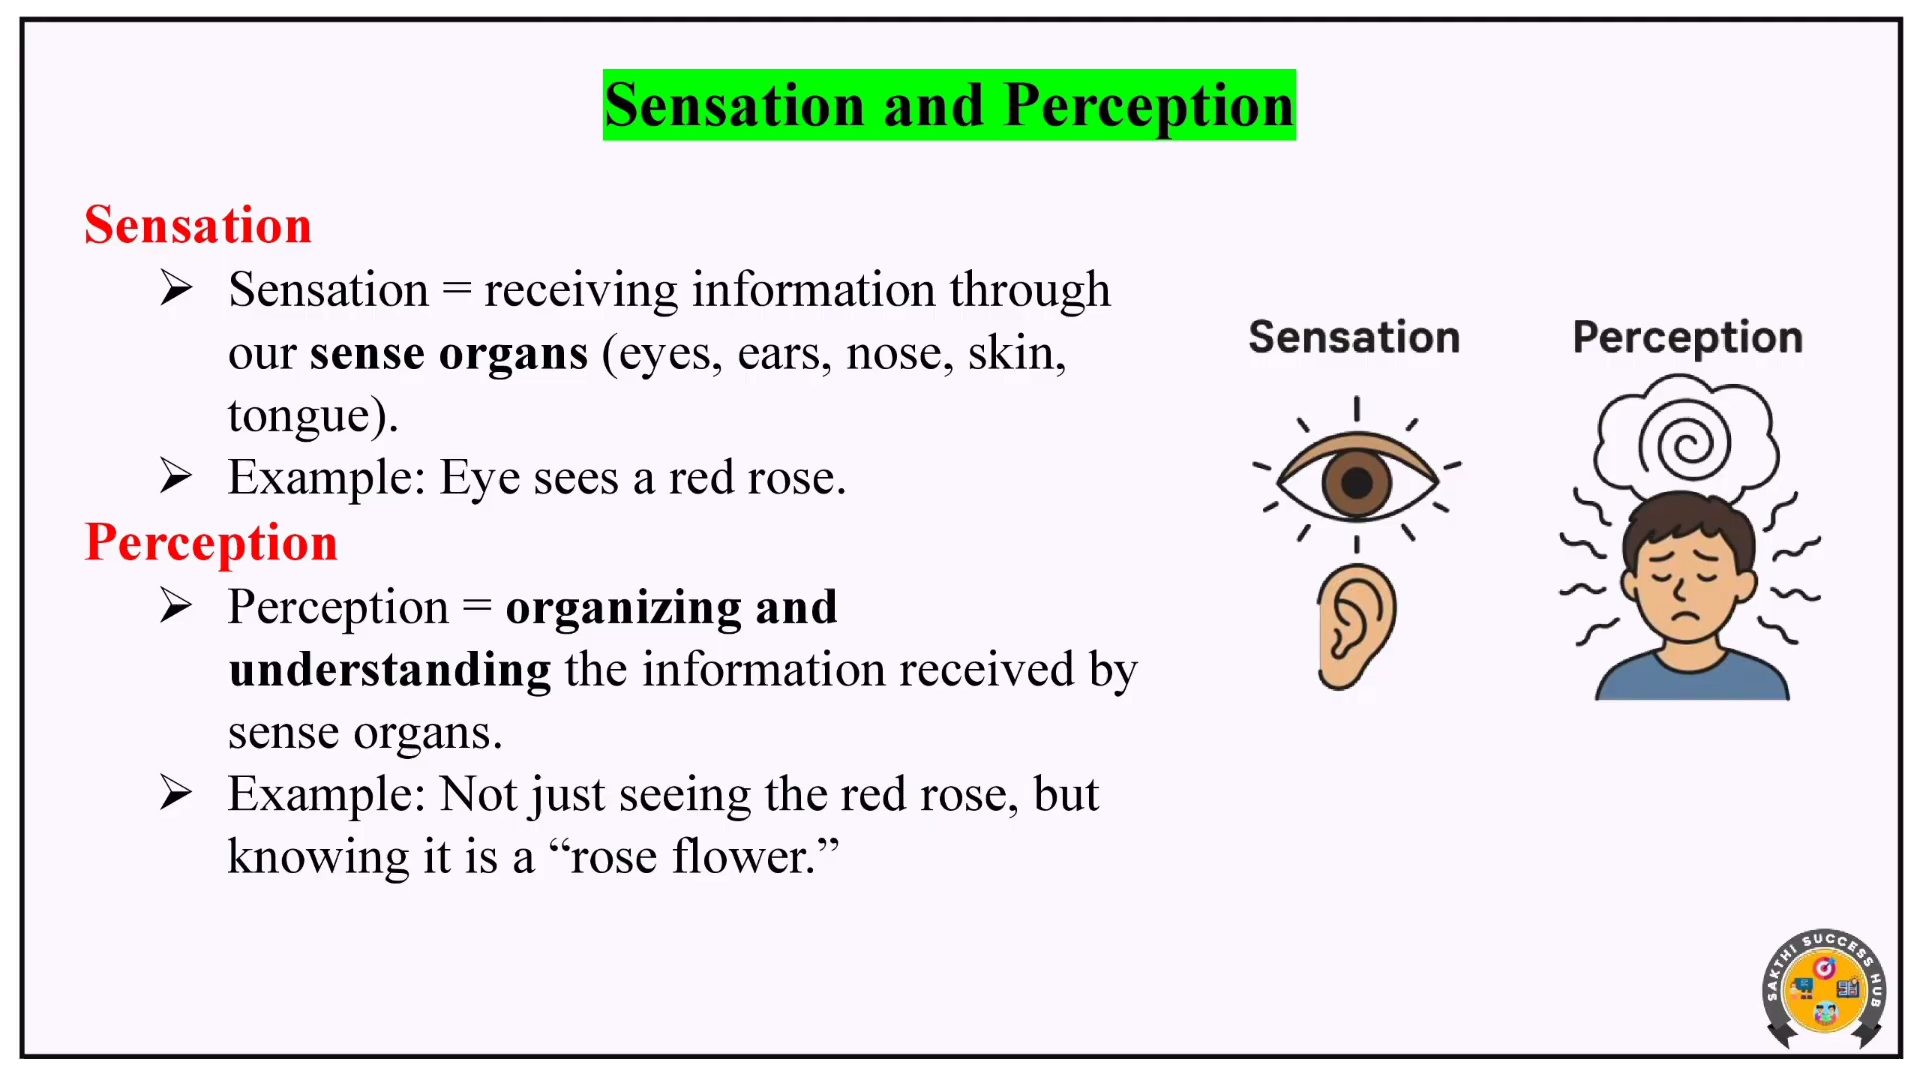 Sensation and Perception
Sensation
➢ Sensation = receiving information through
our sense organs (eyes, ears, nose, skin,
tongue).
➢ Example: Eye sees a red rose.
Perception
➢ Perception = organizing and
understanding the information received by
sense organs.
➢ Example: Not just seeing the red rose, but
knowing it is a “rose flower.”
Sensation
Perception
SAKTHI SUCCESS HUB